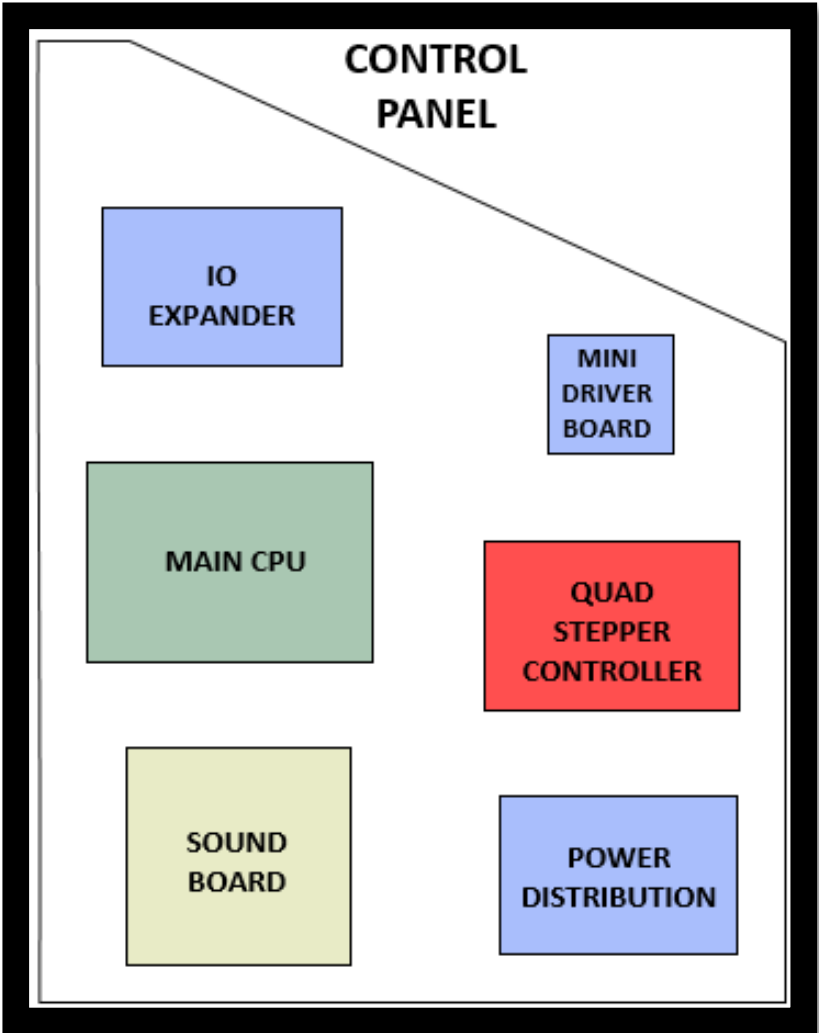 CONTROL
PANEL
IO
EXPANDER
MINI
DRIVER
BOARD
MAIN CPU
QUAD
STEPPER
CONTROLLER
SOUND
BOARD
POWER
DISTRIBUTION